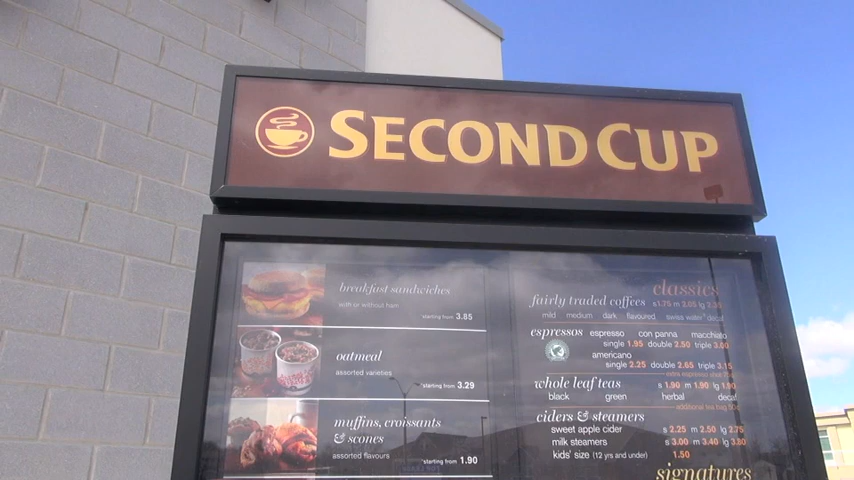 SECOND CUP
breakfast sandwiches
with or without ham
starting from 3.85
oatmeal
assorted varieties
starting from 3.29
muffins, croissants
& scones
assorted flavours
starting from 1.90
classics
fairly traded coffees s 1.75 m 2.05 lg 2.35
mild medium dark flavoured swiss water decaf
espressos espresso con panna macchiato
single 1.95 double 2.50 triple 3.00
americano
single 2.25 double 2.65 triple 3.15
extra espresso shot
whole leaf teas s 1.90 m 1.90 lg 1.90
black green herbal decaf
additional tea bag 50¢
ciders & steamers
sweet apple cider s 2.25 m 2.50 lg 2.75
milk steamers s 3.00 m 3.40 lg 3.80
kids' size (12 yrs and under) 1.50
signatures